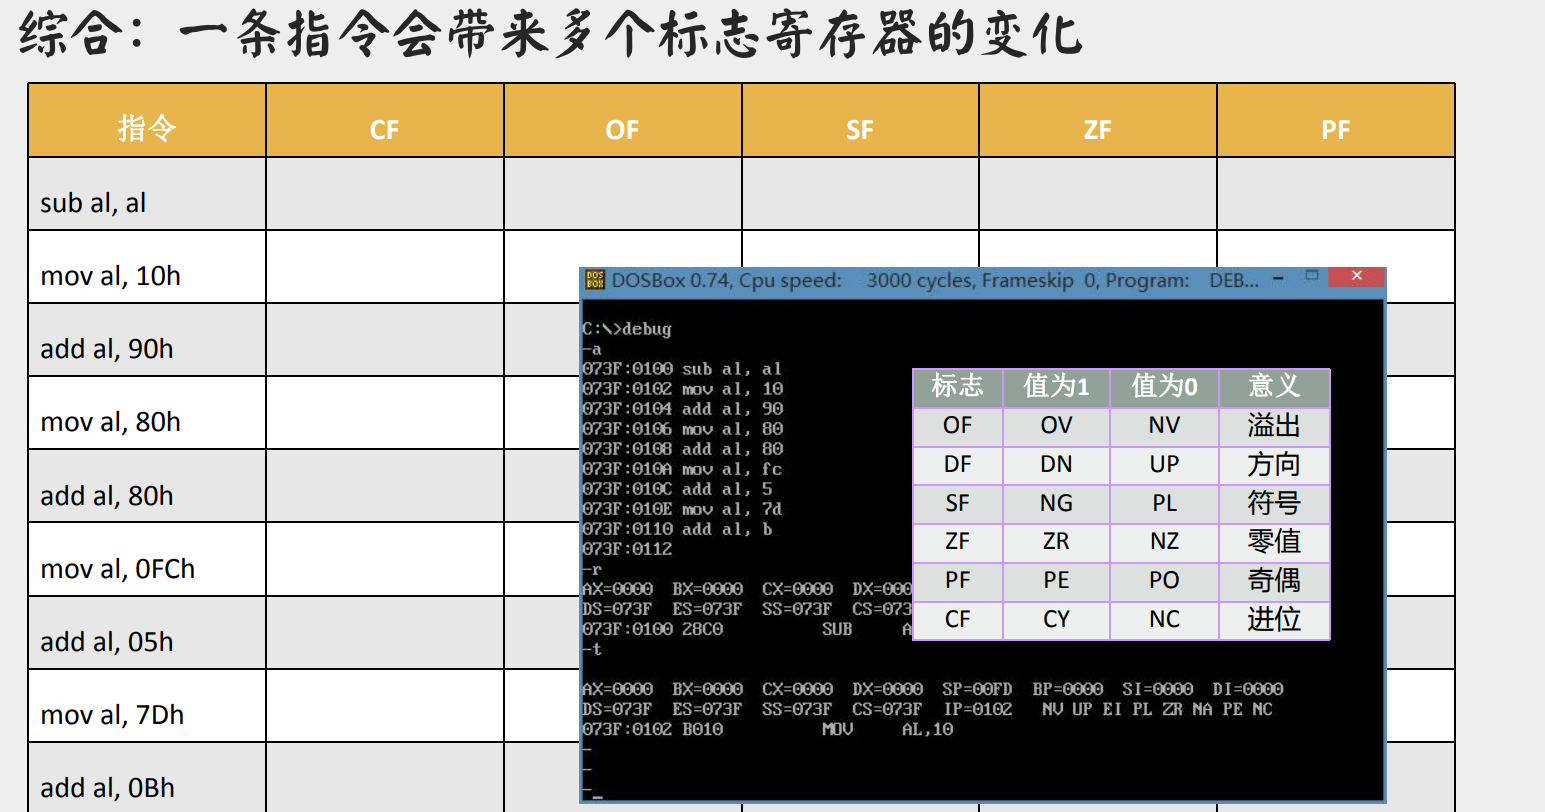 综合：一条指令会带来多个标志寄存器的变化
指令 CF OF SF ZF PF
sub al, al
mov al, 10h
add al, 90h
mov al, 80h
add al, 80h
mov al, 0FCh
add al, 05h
mov al, 7Dh
add al, 0Bh
DOSBox 0.74, Cpu speed: 3000 cycles, Frameskip 0, Program: DEB...
C:\>debug
-a
073F:0100 sub al, al
073F:0102 mov al, 10
073F:0104 add al, 90
073F:0106 mov al, 80
073F:0108 add al, 80
073F:010A mov al, fc
073F:010C add al, 5
073F:010E mov al, 7d
073F:0110 add al, b
073F:0112
-r
AX=0000 BX=0000 CX=0000 DX=000
DS=073F ES=073F SS=073F CS=073
073F:0100 28C0 SUB A
-t
AX=0000 BX=0000 CX=0000 DX=0000 SP=00FD BP=0000 SI=0000 DI=0000
DS=073F ES=073F SS=073F CS=073F IP=0102 NV UP EI PL ZR NA PE NC
073F:0102 B010 MOV AL,10
-
-
-_
标志 值为1 值为0 意义
OF OV NV 溢出
DF DN UP 方向
SF NG PL 符号
ZF ZR NZ 零值
PF PE PO 奇偶
CF CY NC 进位